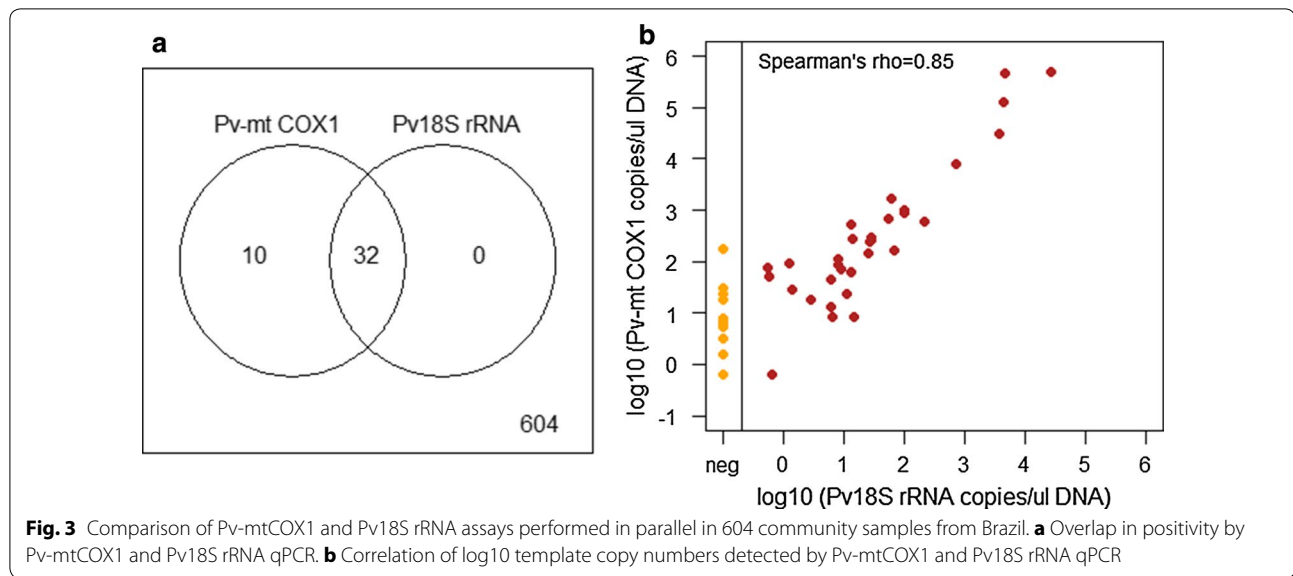 a
Pv-mt COX1 Pv18S rRNA
10 32 0
604
b
Spearman's rho=0.85
log10 (Pv-mt COX1 copies/ul DNA)
6
5
4
3
2
1
0
-1
neg 0 1 2 3 4 5 6
log10 (Pv18S rRNA copies/ul DNA)
Fig. 3 Comparison of Pv-mtCOX1 and Pv18S rRNA assays performed in parallel in 604 community samples from Brazil. a Overlap in positivity by
Pv-mtCOX1 and Pv18S rRNA qPCR. b Correlation of log10 template copy numbers detected by Pv-mtCOX1 and Pv18S rRNA qPCR